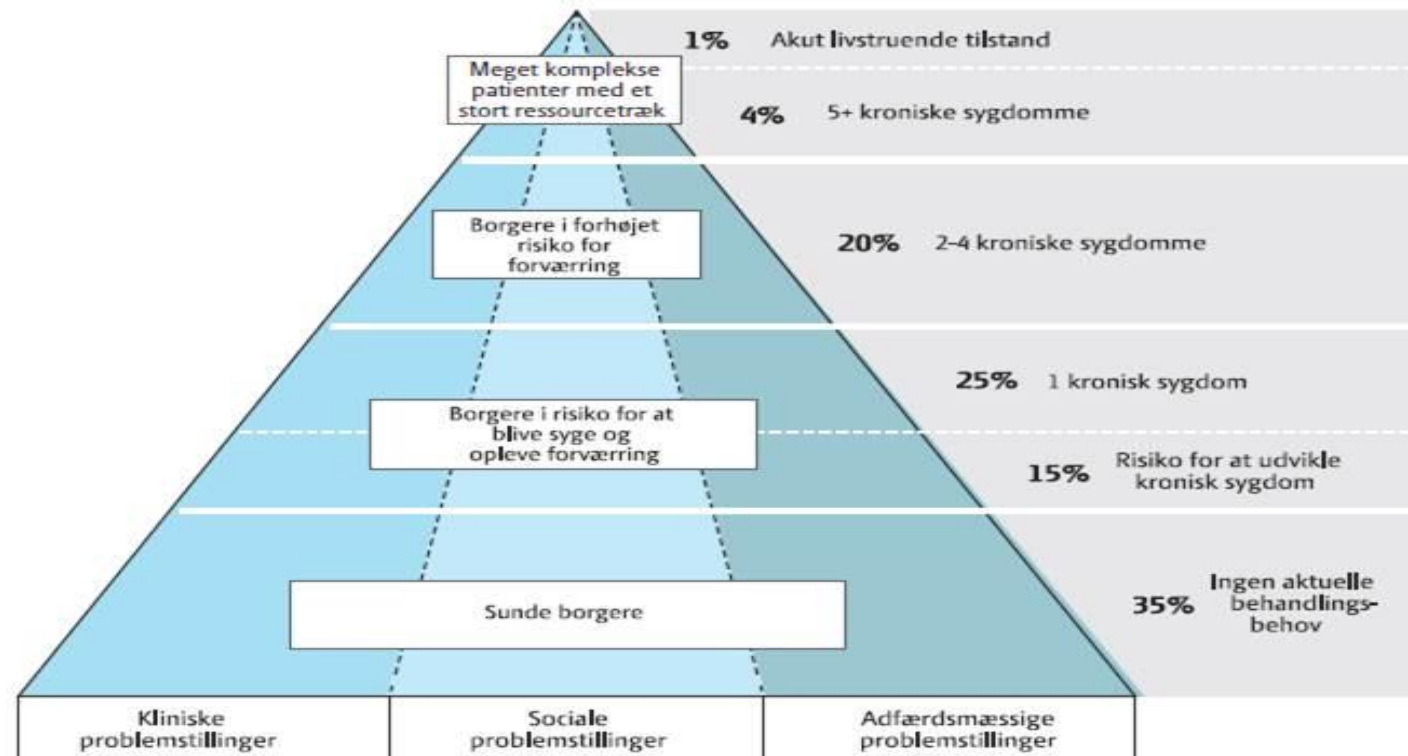 1% Akut livstruende tilstand
Meget komplekse
patienter med et
stort ressourcetræk
4% 5+ kroniske sygdomme
Borgere i forhøjet
risiko for
forværring
20% 2-4 kroniske sygdomme
25% 1 kronisk sygdom
Borgere i risiko for at
blive syge og
opleve forværring
15% Risiko for at udvikle
kronisk sygdom
Sunde borgere
35% Ingen aktuelle
behandlings-
behov
Kliniske
problemstillinger
Sociale
problemstillinger
Adfærdsmæssige
problemstillinger